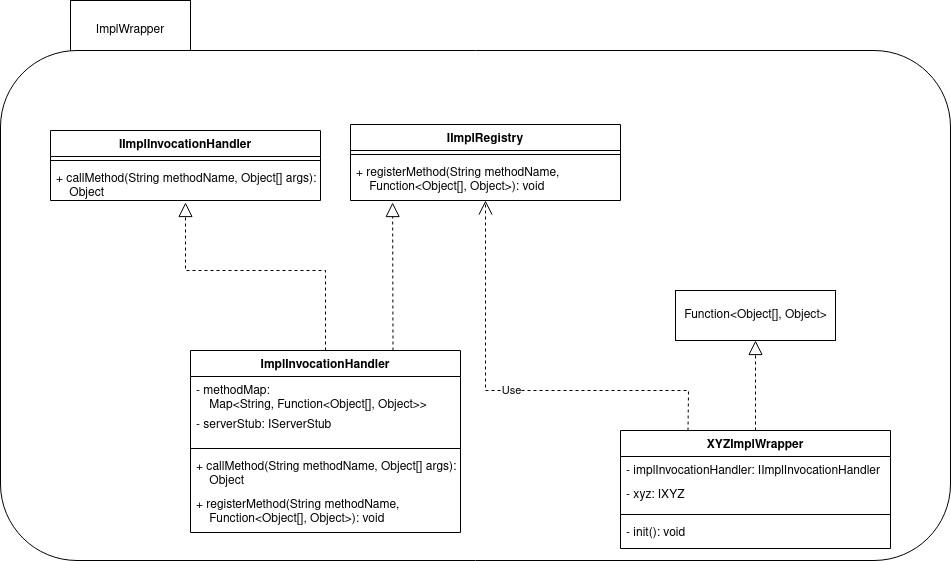 ImplWrapper
IImplInvocationHandler
+ callMethod(String methodName, Object[] args):
Object
IImplRegistry
+ registerMethod(String methodName,
Function<Object[], Object>): void
Function<Object[], Object>
ImplInvocationHandler
- methodMap:
Map<String, Function<Object[], Object>>
- serverStub: IServerStub
+ callMethod(String methodName, Object[] args):
Object
+ registerMethod(String methodName,
Function<Object[], Object>): void
Use
XYZImplWrapper
- implInvocationHandler: IImplInvocationHandler
- xyz: IXYZ
- init(): void